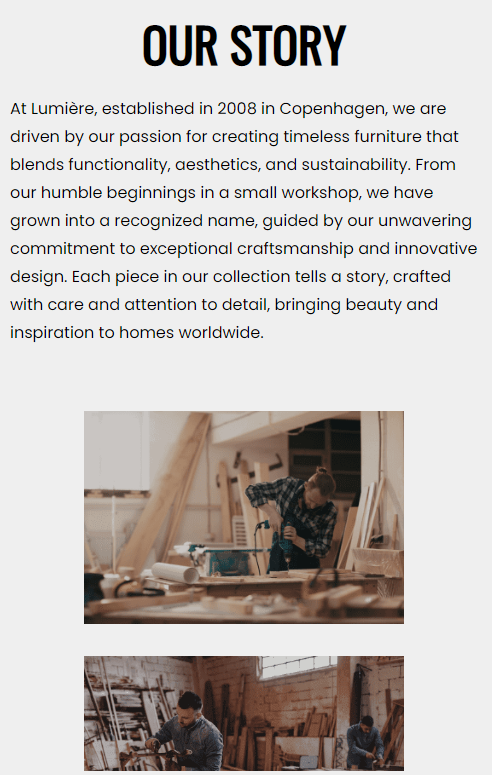 OUR STORY
At Lumière, established in 2008 in Copenhagen, we are
driven by our passion for creating timeless furniture that
blends functionality, aesthetics, and sustainability. From
our humble beginnings in a small workshop, we have
grown into a recognized name, guided by our unwavering
commitment to exceptional craftsmanship and innovative
design. Each piece in our collection tells a story, crafted
with care and attention to detail, bringing beauty and
inspiration to homes worldwide.